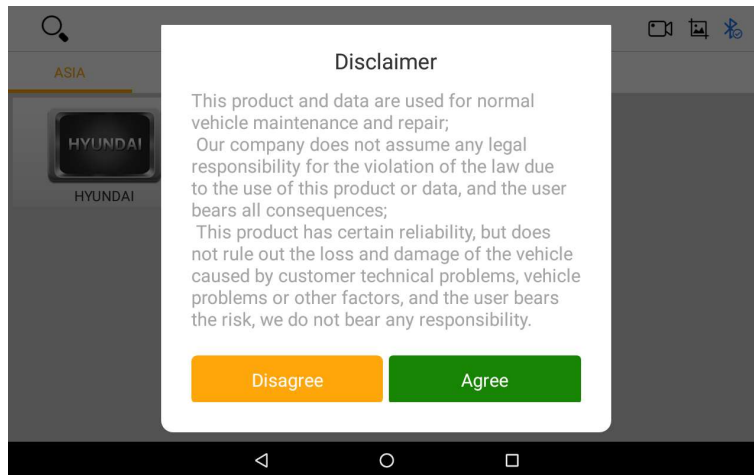 ASIA
HYUNDAI
HYUNDAI
Disclaimer
This product and data are used for normal
vehicle maintenance and repair;
Our company does not assume any legal
responsibility for the violation of the law due
to the use of this product or data, and the user
bears all consequences;
This product has certain reliability, but does
not rule out the loss and damage of the vehicle
caused by customer technical problems, vehicle
problems or other factors, and the user bears
the risk, we do not bear any responsibility.
Disagree
Agree